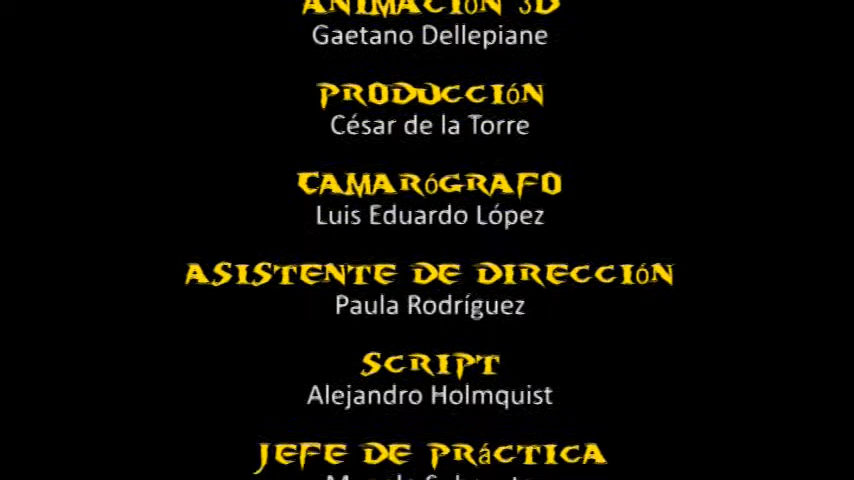 ANIMACIóN 3D
Gaetano Dellepiane
PRODUCCIóN
César de la Torre
CAMARóGRAFO
Luis Eduardo López
ASISTENTE DE DIRECCIóN
Paula Rodríguez
SCRIPT
Alejandro Holmquist
JEFE DE PRáCTICA